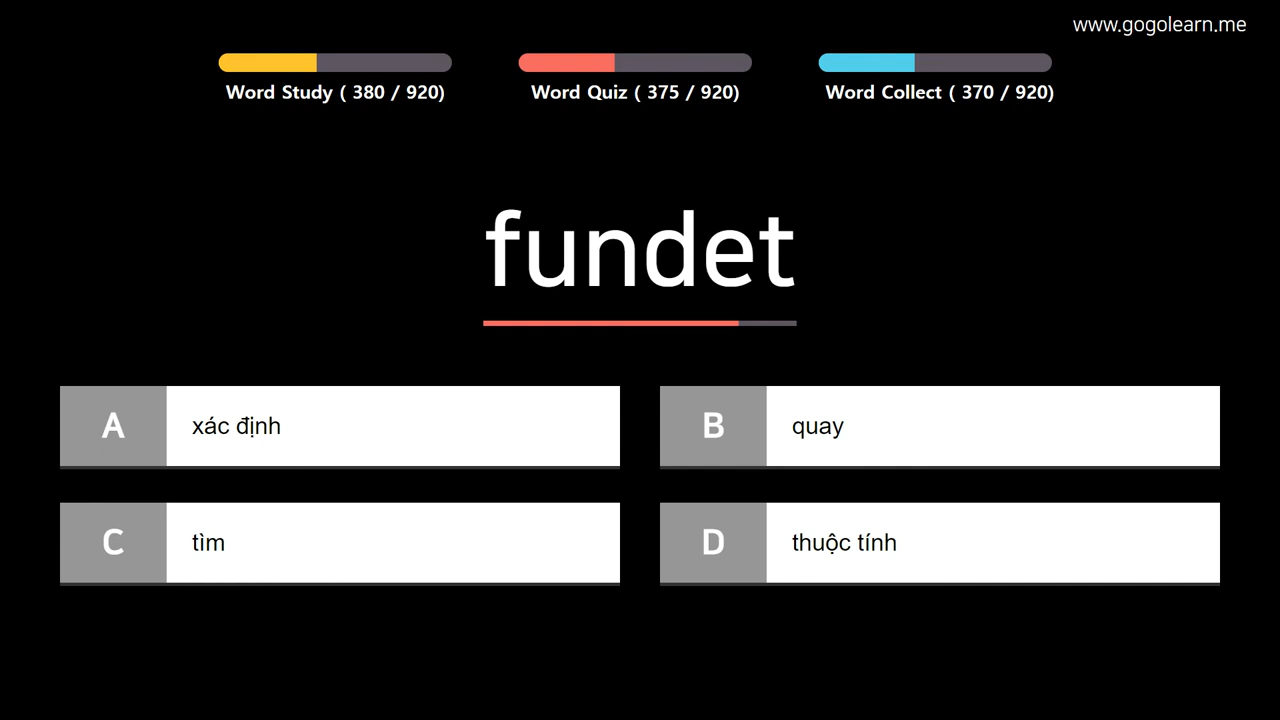 www.gogolearn.me
Word Study ( 380 / 920)
Word Quiz ( 375 / 920)
Word Collect ( 370 / 920)
fundet
A xác định
B quay
C tìm
D thuộc tính